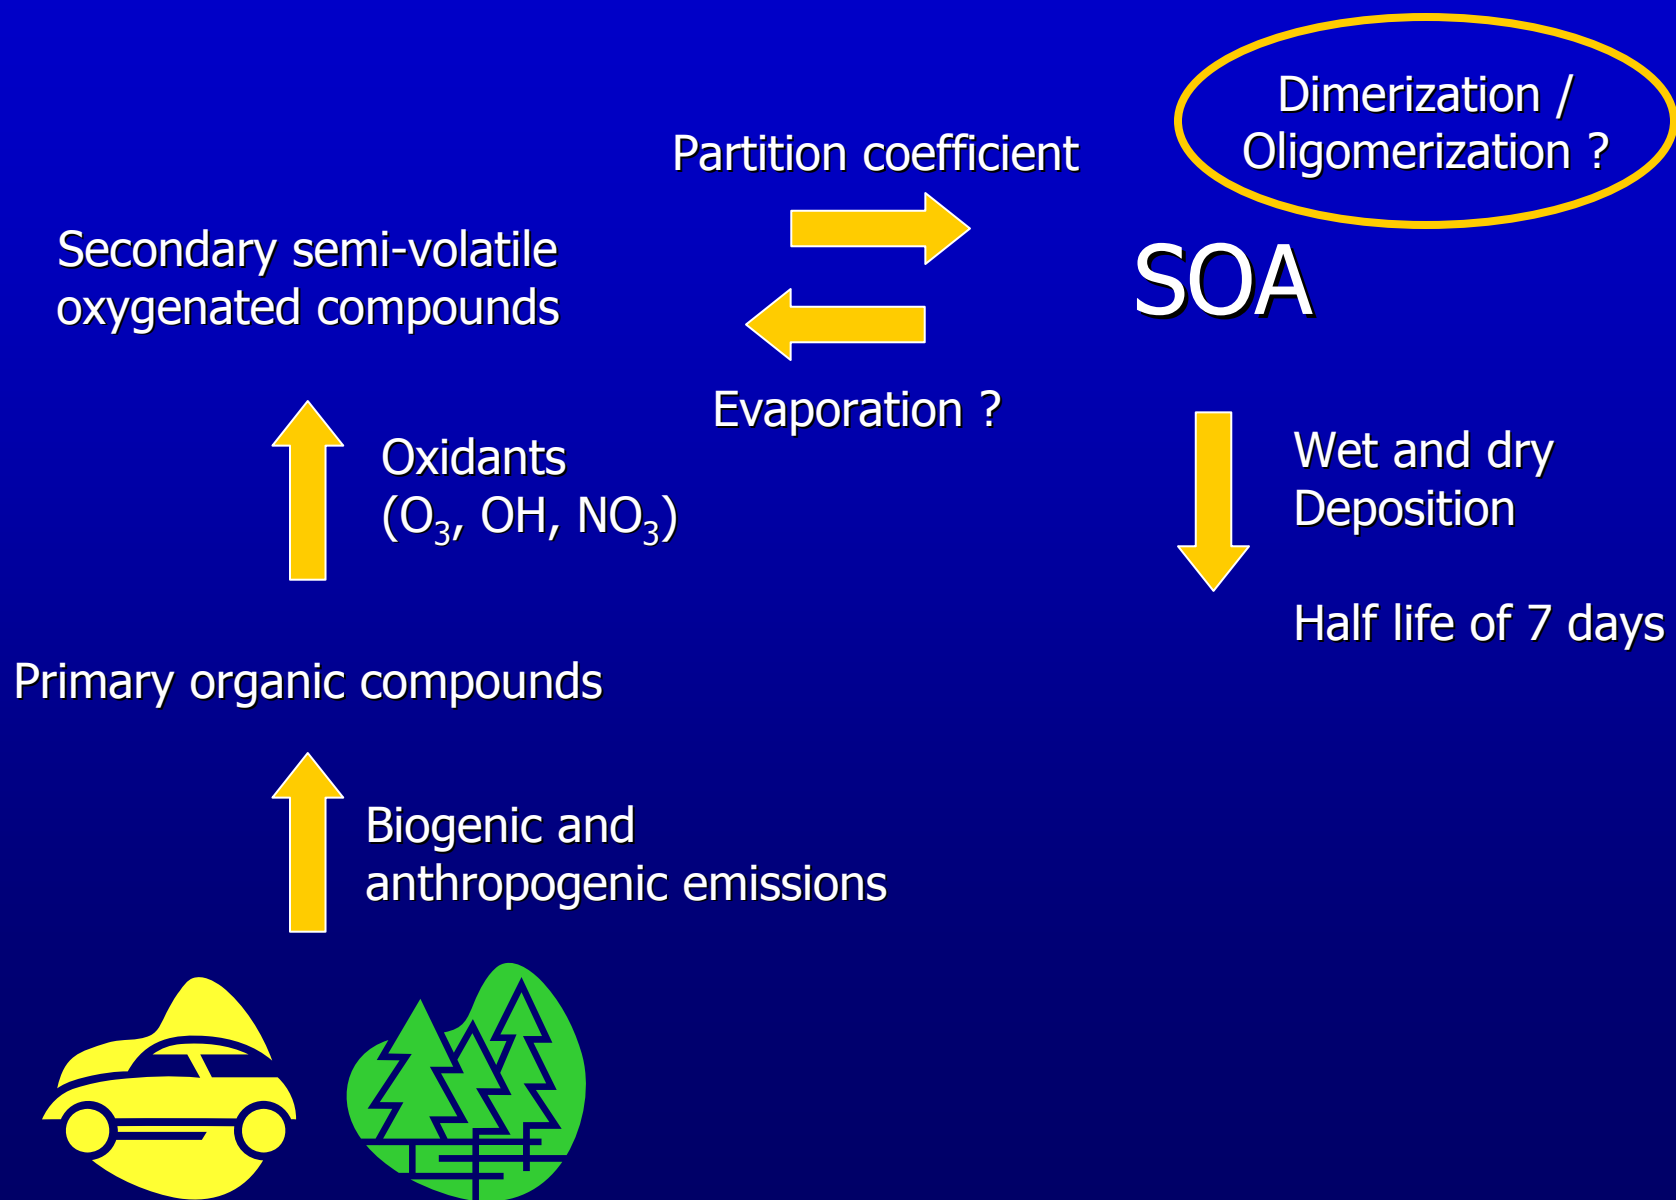 Dimerization /
Oligomerization ?
Partition coefficient
Secondary semi-volatile
oxygenated compounds
SOA
Evaporation ?
Oxidants
(O₃, OH, NO₃)
Wet and dry
Deposition
Half life of 7 days
Primary organic compounds
Biogenic and
anthropogenic emissions